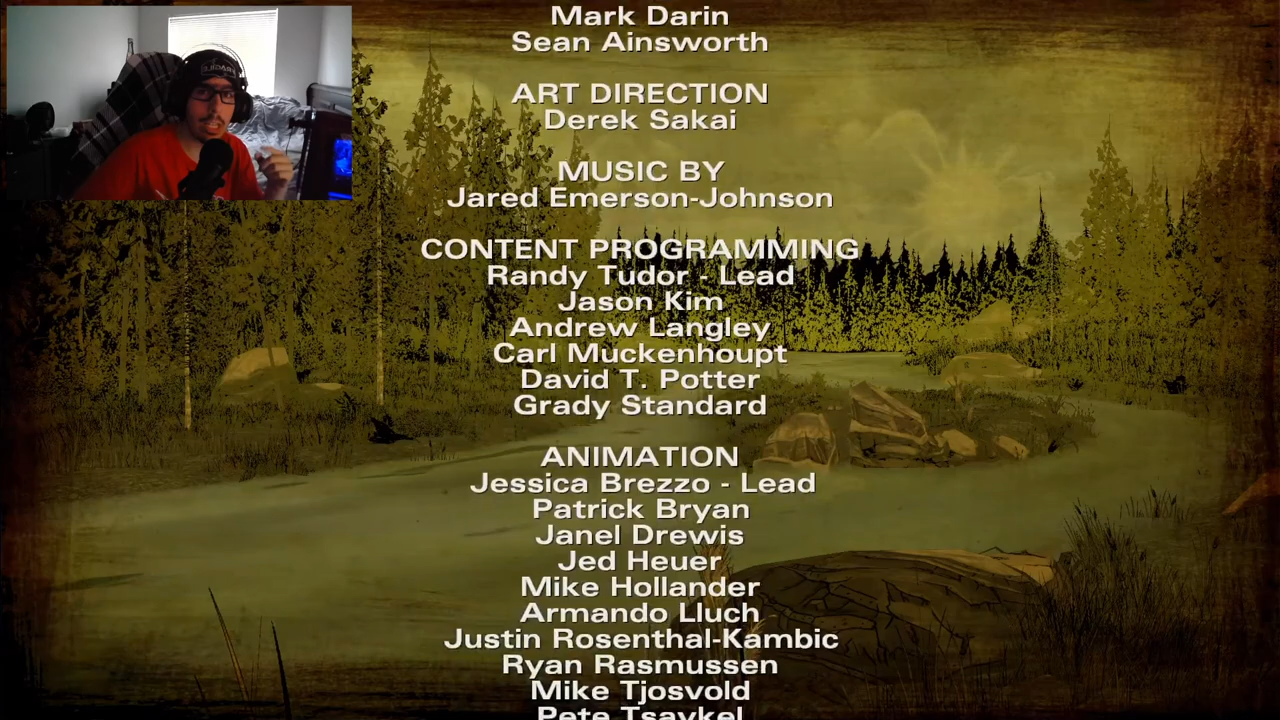 Mark Darin
Sean Ainsworth
ART DIRECTION
Derek Sakai
MUSIC BY
Jared Emerson-Johnson
CONTENT PROGRAMMING
Randy Tudor - Lead
Jason Kim
Andrew Langley
Carl Muckenhoupt
David T. Potter
Grady Standard
ANIMATION
Jessica Brezzo - Lead
Patrick Bryan
Janel Drewis
Jed Heuer
Mike Hollander
Armando Lluch
Justin Rosenthal-Kambic
Ryan Rasmussen
Mike Tjosvold
Pete Tsaykel